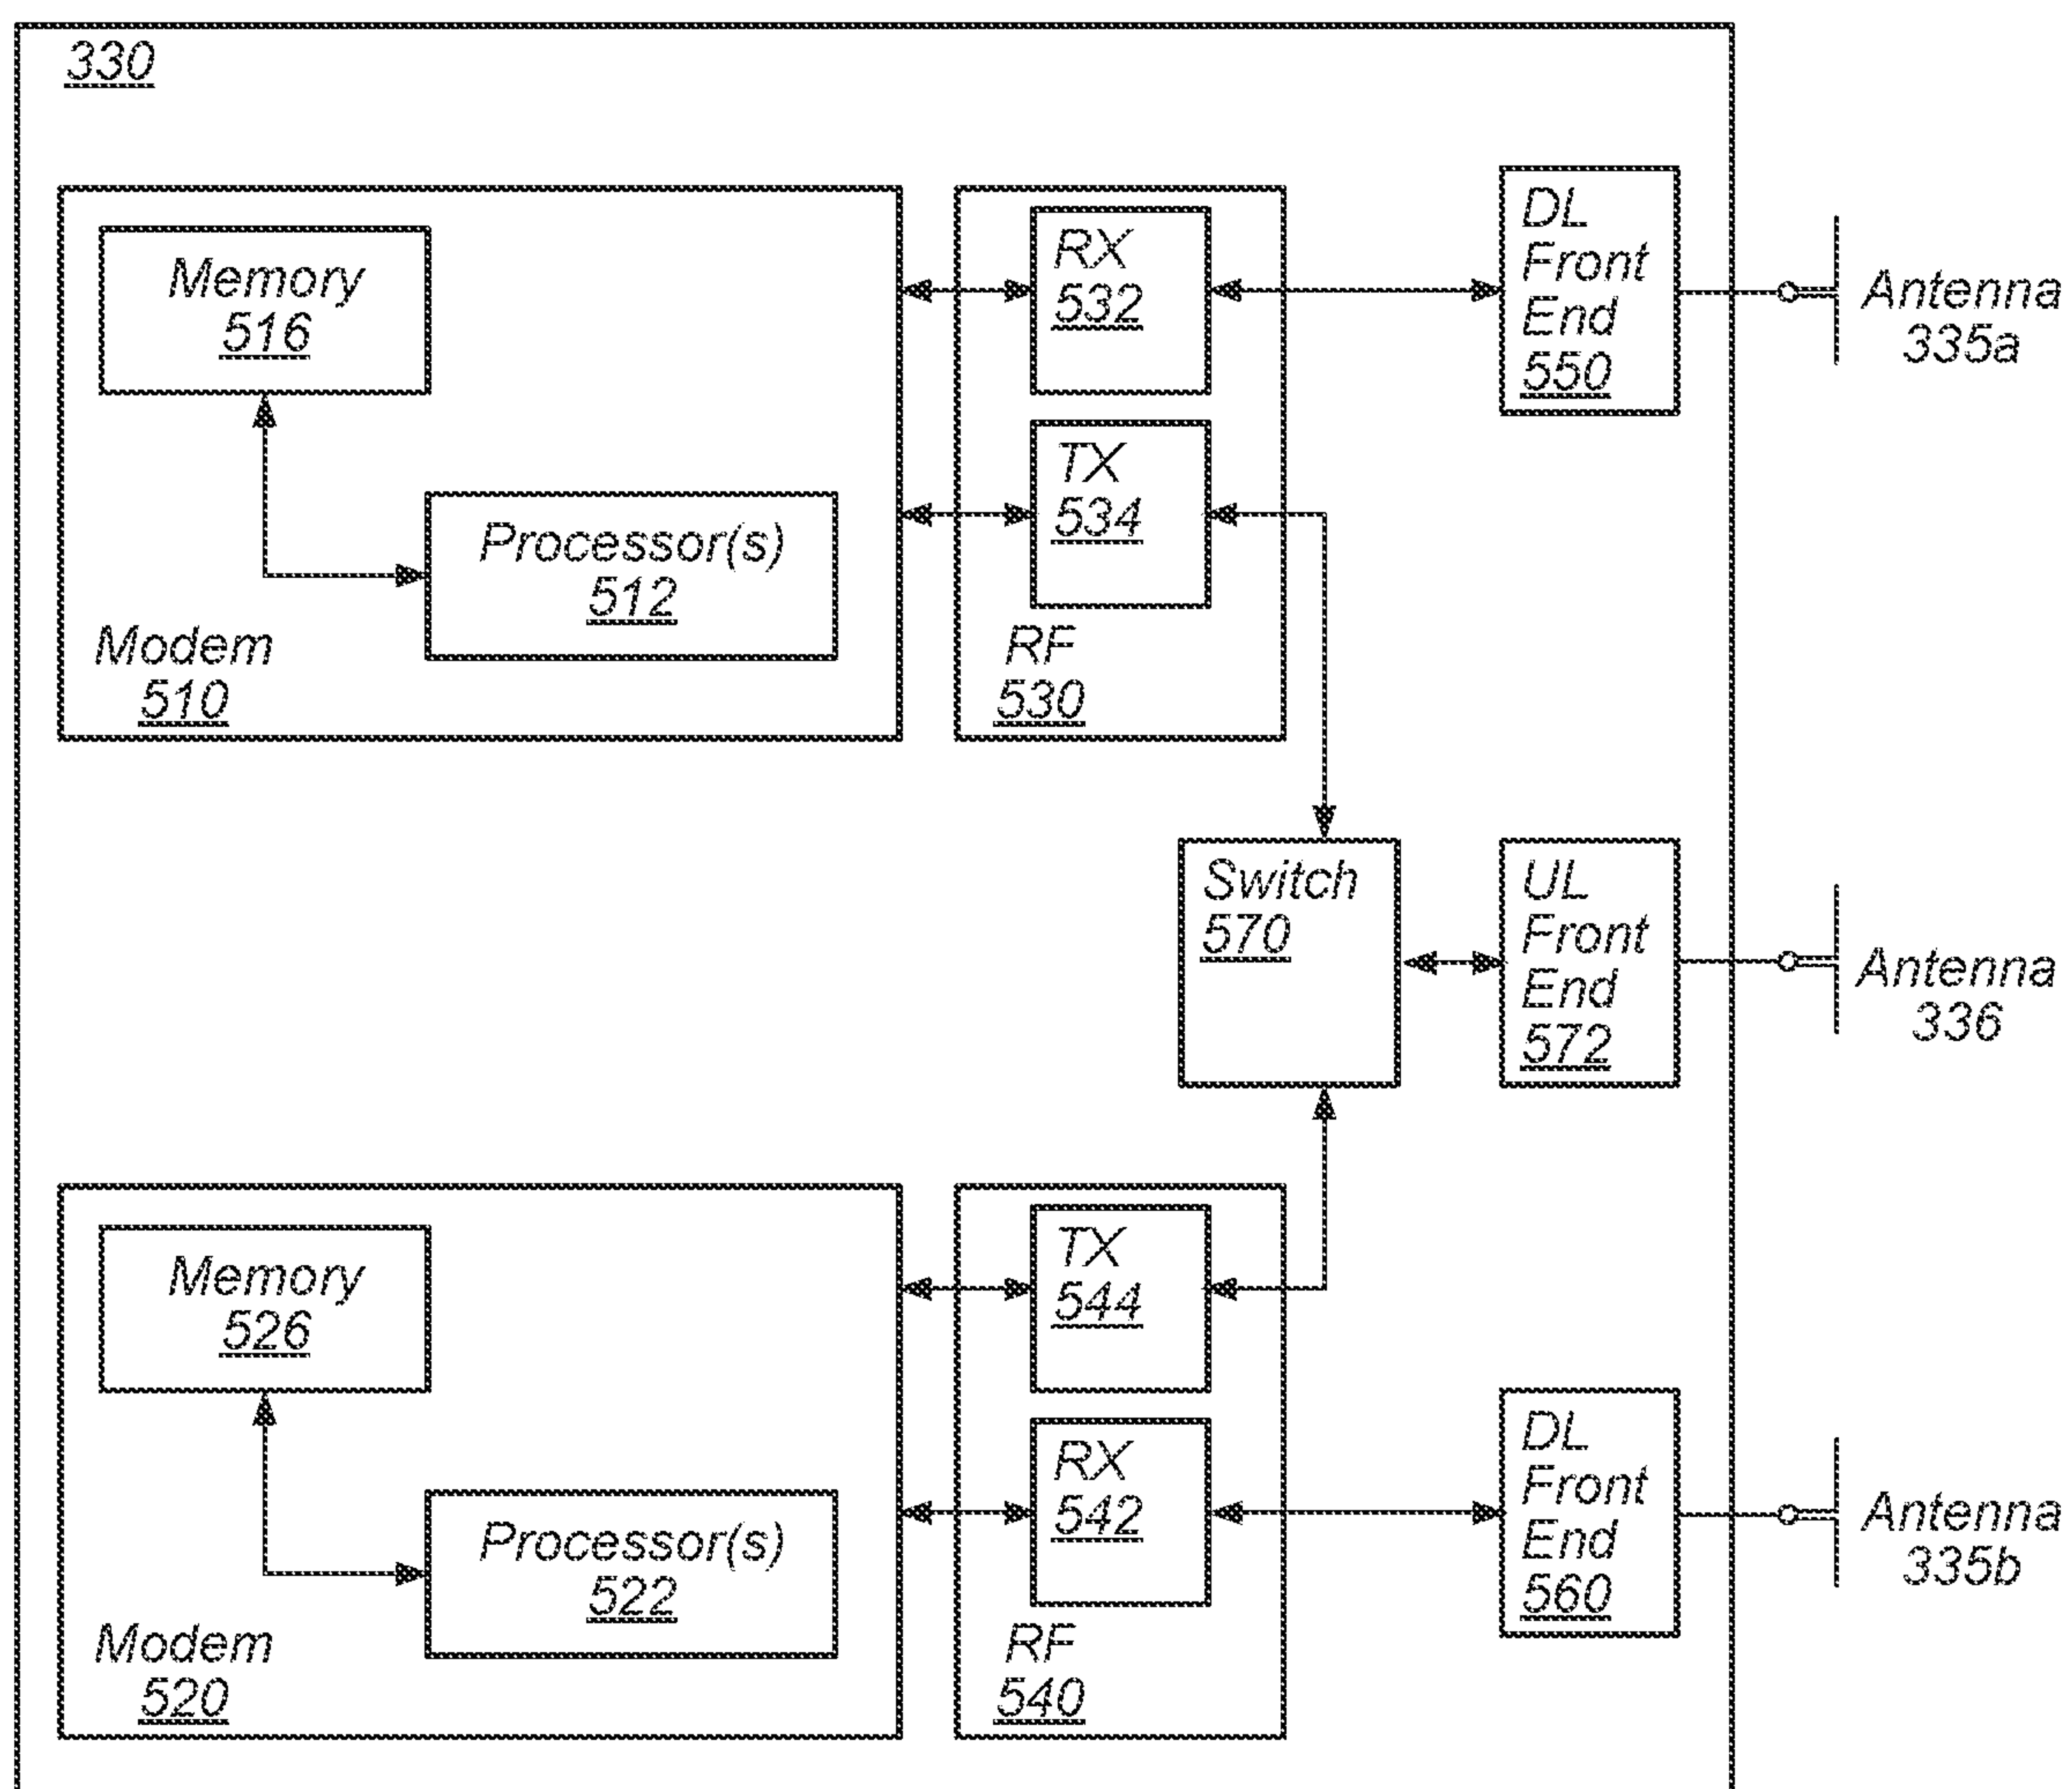 330
Memory
516
Processor(s)
512
Modem
510
RX
532
TX
534
RF
530
DL
Front
End
550
Antenna
335a
Switch
570
UL
Front
End
572
Antenna
336
Memory
526
Processor(s)
522
Modem
520
TX
544
RX
542
RF
540
DL
Front
End
560
Antenna
335b